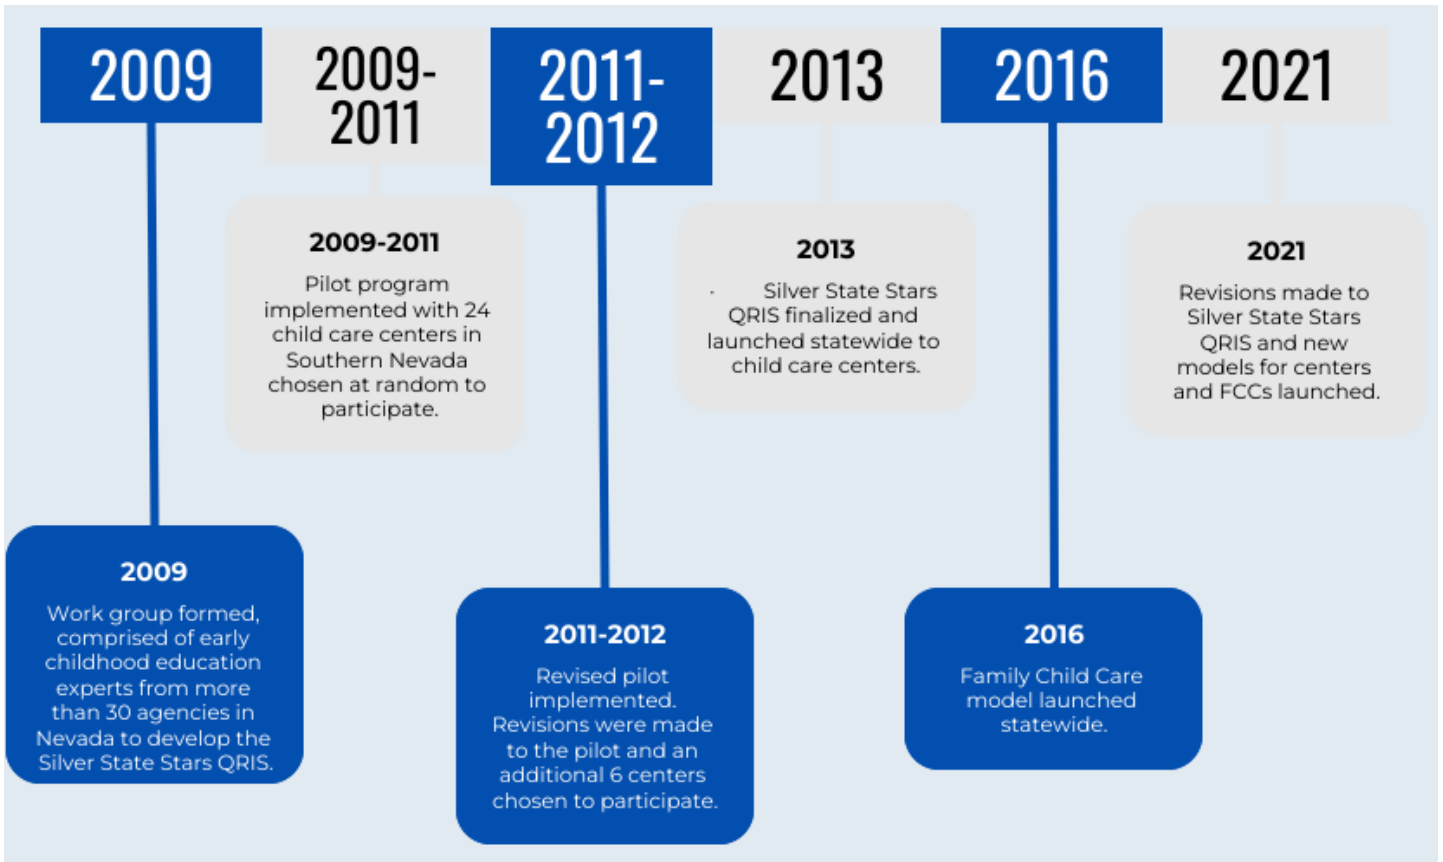 2009
2009-
2011
2011-
2012
2013
2016
2021
2009
Work group formed,
comprised of early
childhood education
experts from more
than 30 agencies in
Nevada to develop the
Silver State Stars QRIS.
2009-2011
Pilot program
implemented with 24
child care centers in
Southern Nevada
chosen at random to
participate.
2011-2012
Revised pilot
implemented.
Revisions were made
to the pilot and an
additional 6 centers
chosen to participate.
2013
· Silver State Stars
QRIS finalized and
launched statewide to
child care centers.
2016
Family Child Care
model launched
statewide.
2021
Revisions made to
Silver State Stars
QRIS and new
models for centers
and FCCs launched.